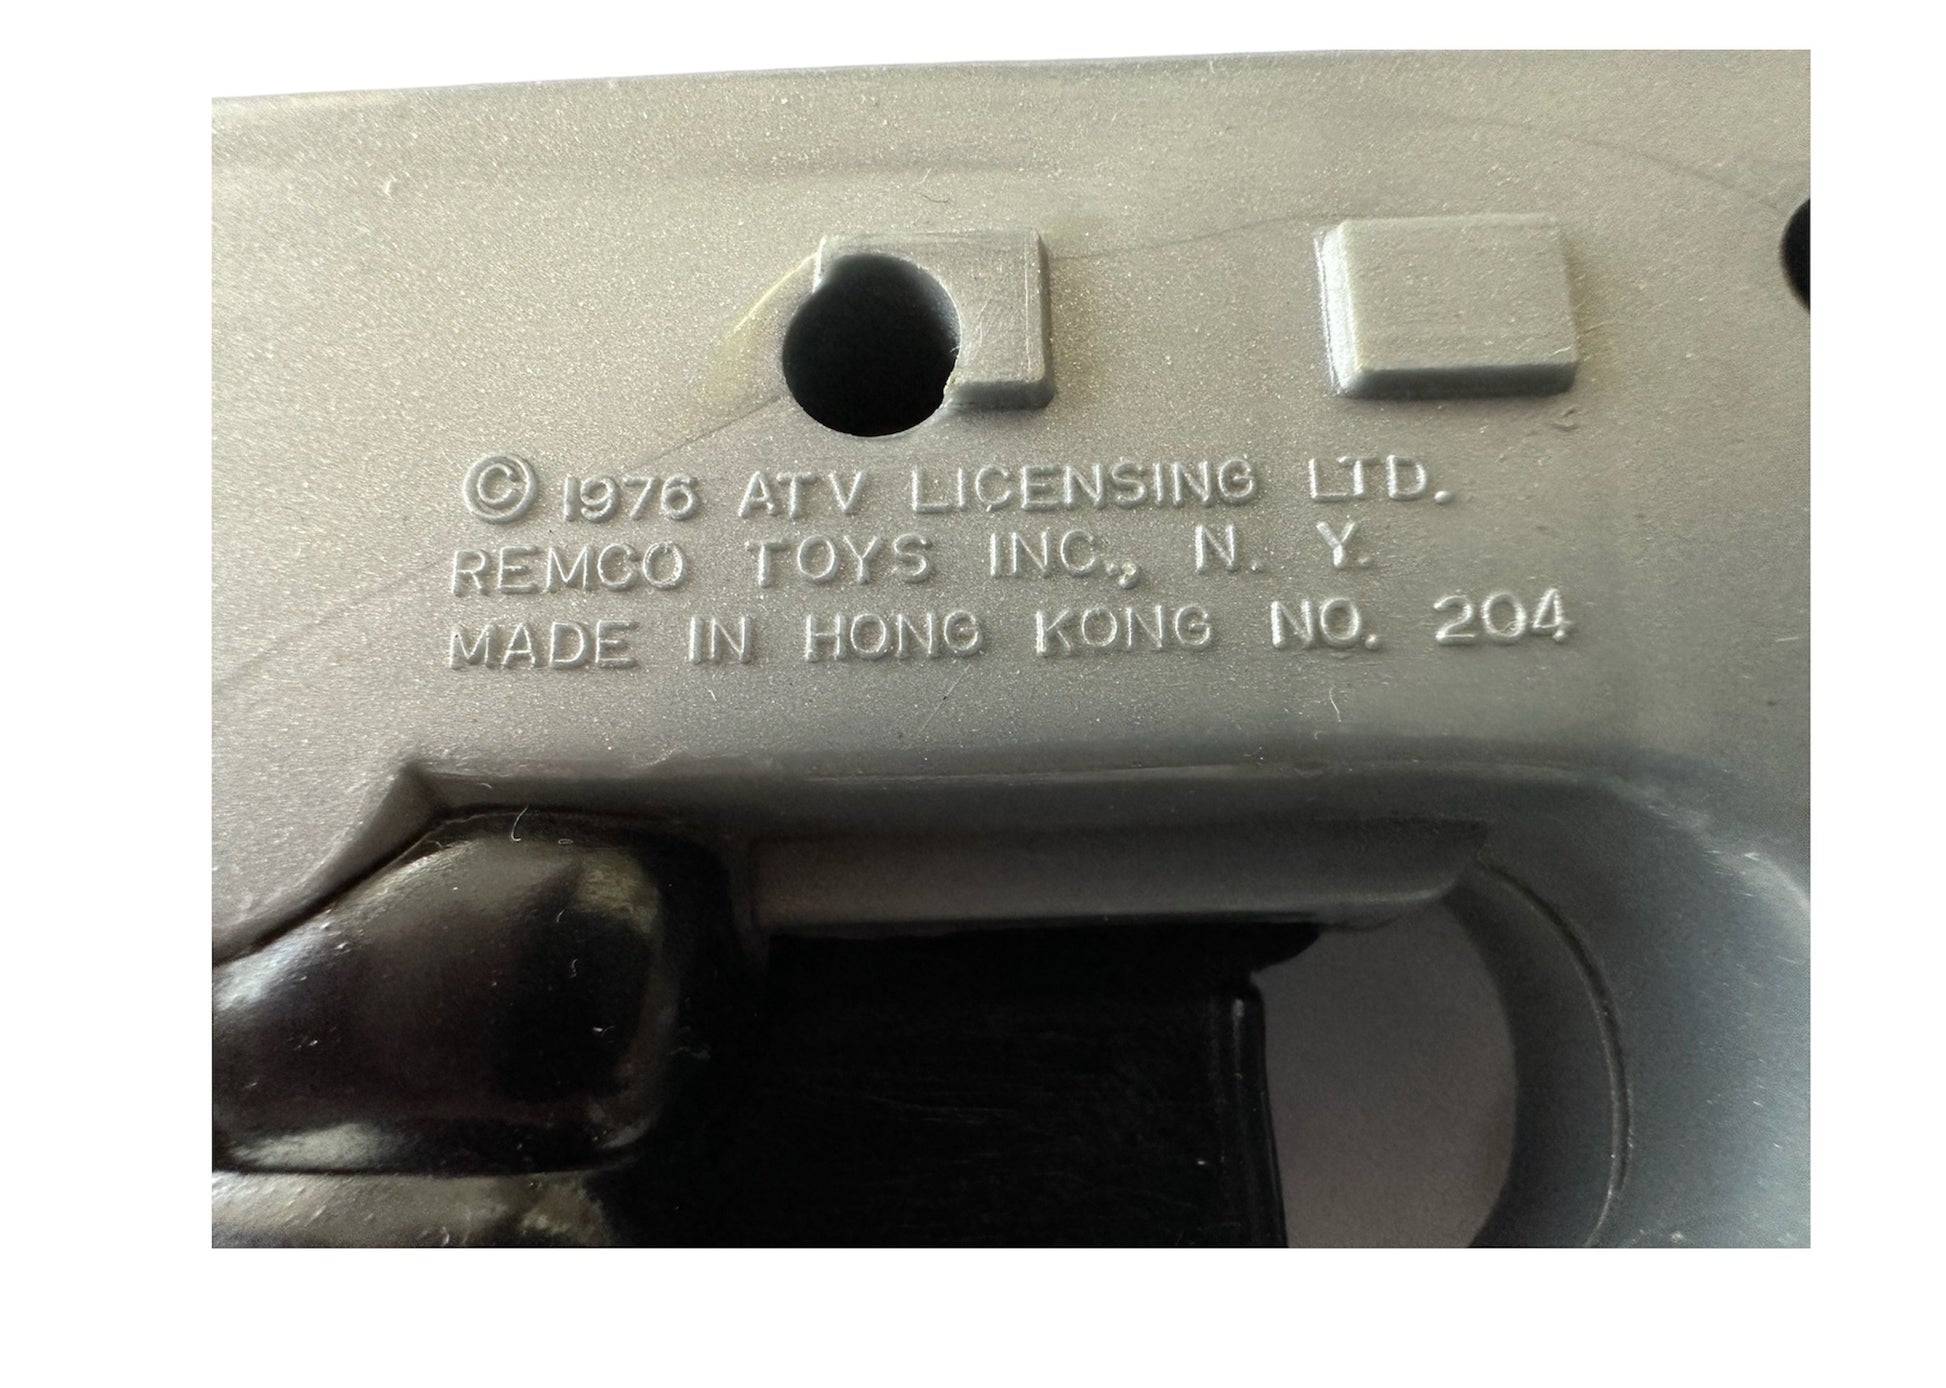 © 1976 ATV LICENSING LTD.
REMCO TOYS INC., N. Y.
MADE IN HONG KONG NO. 204